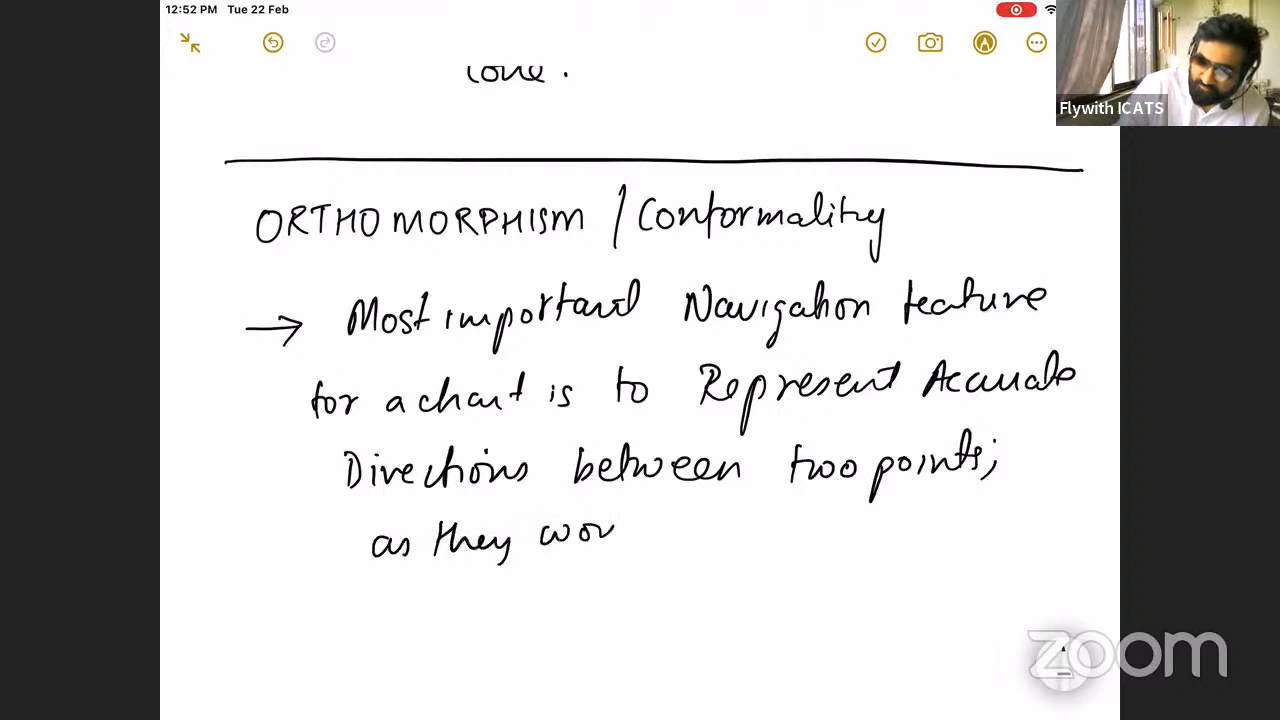 12:52 PM Tue 22 Feb
Flywith ICATS
cone.
ORTHOMORPHISM / Conformality
→ Most important Navigation feature
for a chart is to Represent Accurate
Directions between two points;
as they wou
zoom